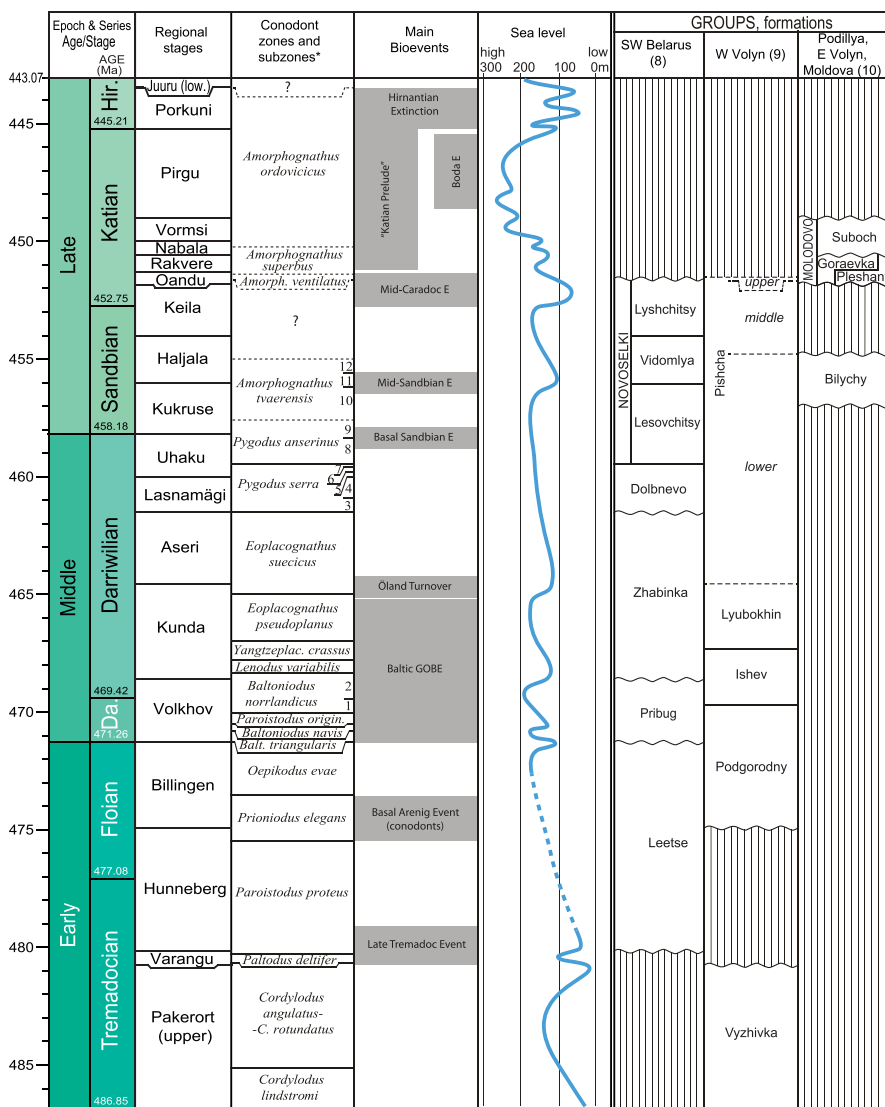 Epoch & Series
Age/Stage
AGE
(Ma)
Regional
stages
Conodont
zones and
subzones*
Main
Bioevents
Sea level
high
low
300
200
100
0m
GROUPS, formations
SW Belarus
(8)
W Volyn (9)
Podillya,
E Volyn,
Moldova (10)
443.07
445
450
455
460
465
470
475
480
485
Late
Middle
Early
Hir.
445.21
Katian
452.75
Sandbian
458.18
Darriwilian
469.42
Da.
471.26
Floian
477.08
Tremadocian
486.85
Juuru (low.)
Porkuni
Pirgu
Vormsi
Nabala
Rakvere
Oandu
Keila
Haljala
Kukruse
Uhaku
Lasnamägi
Aseri
Kunda
Volkhov
Billingen
Hunneberg
Varangu
Pakerort
(upper)
?
Amorphognathus
ordovicicus
Amorphognathus
superbus
Amorph. ventilatus
?
Amorphognathus
tvaerensis
12
11
10
Pygodus anserinus
9
8
Pygodus serra
7
6
5
4
3
Eoplacognathus
suecicus
Eoplacognathus
pseudoplanus
Yangtzeplac. crassus
Lenodus variabilis
Baltoniodus
norrlandicus
2
1
Paroistodus origin.
Baltoniodus navis
Balt. triangularis
Oepikodus evae
Prioniodus elegans
Paroistodus proteus
Paltodus deltifer
Cordylodus
angulatus-
-C. rotundatus
Cordylodus
lindstromi
Hirnantian
Extinction
"Katian Prelude"
Boda E
Mid-Caradoc E
Mid-Sandbian E
Basal Sandbian E
Öland Turnover
Baltic GOBE
Basal Arenig Event
(conodonts)
Late Tremadoc Event
NOVOSELKI
Lyshchitsy
Vidomlya
Lesovchitsy
Dolbnevo
Zhabinka
Pribug
Leetse
Pishcha
upper
middle
lower
Lyubokhin
Ishev
Podgorodny
Vyzhivka
MOLODOVO
Suboch
Goraevka
Pleshan
Bilychy